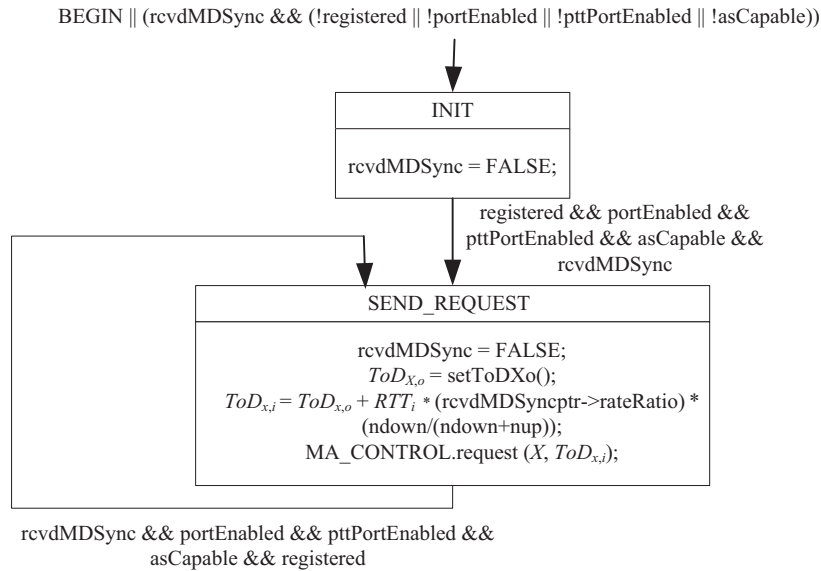 BEGIN || (rcvdMDSync && (!registered || !portEnabled || !pttPortEnabled || !asCapable))
INIT
rcvdMDSync = FALSE;
registered && portEnabled &&
pttPortEnabled && asCapable &&
rcvdMDSync
SEND_REQUEST
rcvdMDSync = FALSE;
ToDX,o = setToDXo();
ToDx,i = ToDx,o + RTTi * (rcvdMDSyncptr->rateRatio) *
(ndown/(ndown+nup));
MA_CONTROL.request (X, ToDx,i);
rcvdMDSync && portEnabled && pttPortEnabled &&
asCapable && registered